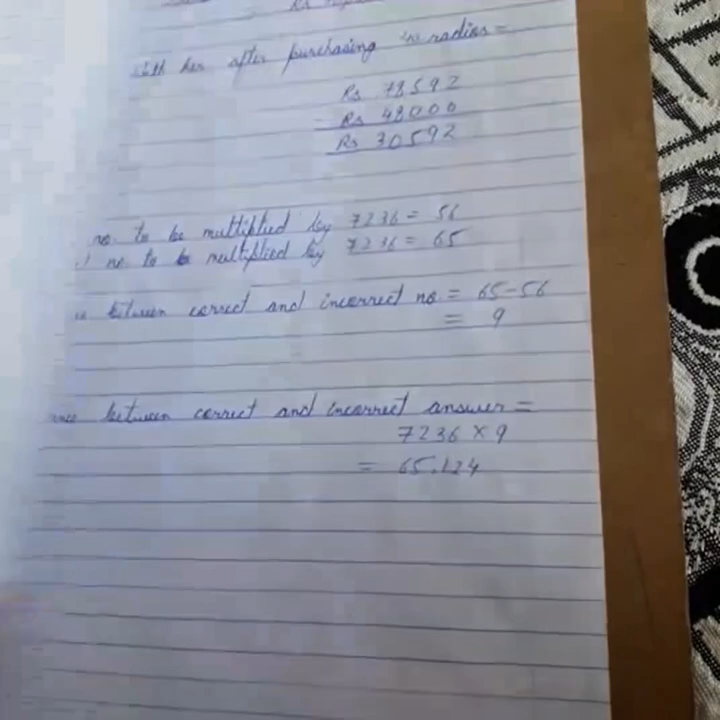 her after purchasing radios =
Rs 78592
- Rs 48000
Rs 30592
no. to be multiplied by 7236 = 56
no to be multiplied by 7236 = 65
between correct and incorrect no. = 65-56
= 9
between correct and incorrect answer =
7236 × 9
= 65,124